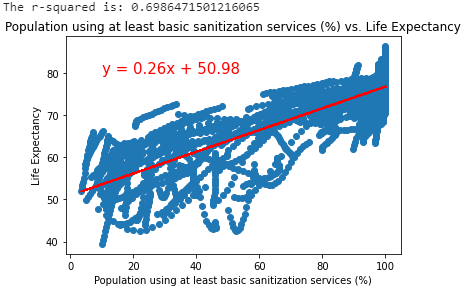 The r-squared is: 0.6986471501216065
Population using at least basic sanitization services (%) vs. Life Expectancy
y = 0.26x + 50.98
80
70
60
50
40
Life Expectancy
0 20 40 60 80 100
Population using at least basic sanitization services (%)